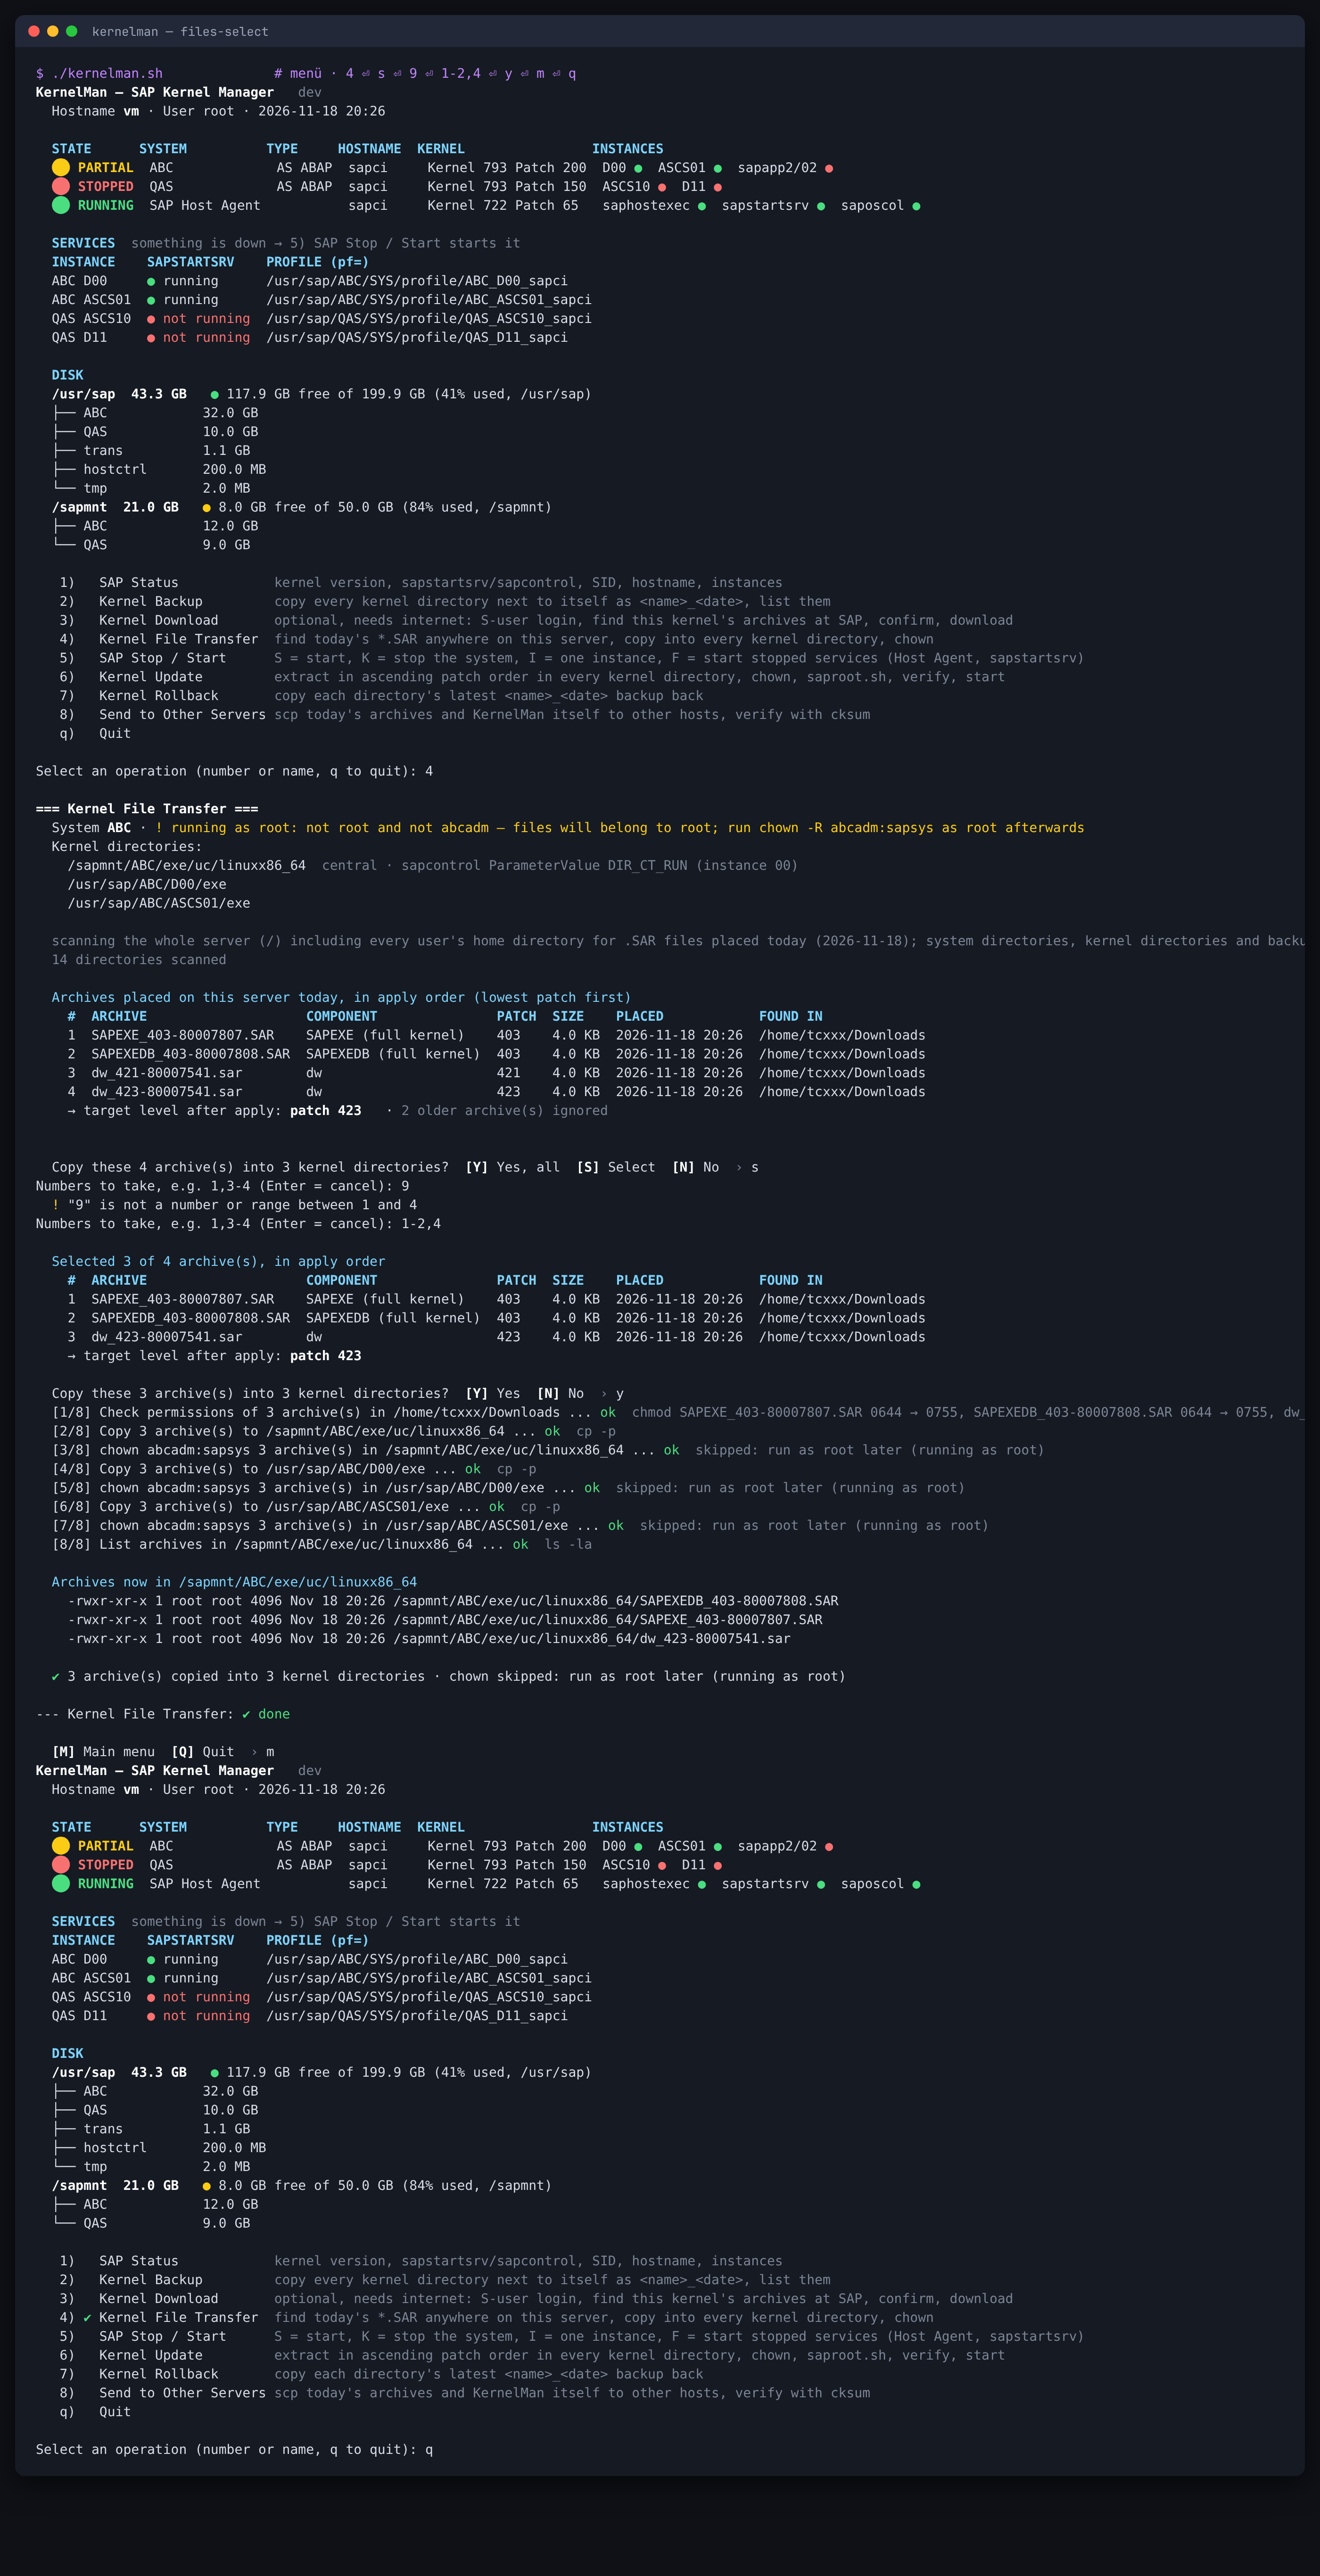 kernelman — files-select
$ ./kernelman.sh              # menü · 4 ⏎ s ⏎ 9 ⏎ 1-2,4 ⏎ y ⏎ m ⏎ q
KernelMan — SAP Kernel Manager   dev
  Hostname vm · User root · 2026-11-18 20:26

  STATE      SYSTEM          TYPE     HOSTNAME  KERNEL                INSTANCES
  ● PARTIAL  ABC             AS ABAP  sapci     Kernel 793 Patch 200  D00 ●  ASCS01 ●  sapapp2/02 ●
  ● STOPPED  QAS             AS ABAP  sapci     Kernel 793 Patch 150  ASCS10 ●  D11 ●
  ● RUNNING  SAP Host Agent           sapci     Kernel 722 Patch 65   saphostexec ●  sapstartsrv ●  saposcol ●

  SERVICES  something is down → 5) SAP Stop / Start starts it
  INSTANCE    SAPSTARTSRV    PROFILE (pf=)
  ABC D00     ● running      /usr/sap/ABC/SYS/profile/ABC_D00_sapci
  ABC ASCS01  ● running      /usr/sap/ABC/SYS/profile/ABC_ASCS01_sapci
  QAS ASCS10  ● not running  /usr/sap/QAS/SYS/profile/QAS_ASCS10_sapci
  QAS D11     ● not running  /usr/sap/QAS/SYS/profile/QAS_D11_sapci

  DISK
  /usr/sap  43.3 GB   ● 117.9 GB free of 199.9 GB (41% used, /usr/sap)
  ├── ABC            32.0 GB
  ├── QAS            10.0 GB
  ├── trans          1.1 GB
  ├── hostctrl       200.0 MB
  └── tmp            2.0 MB
  /sapmnt  21.0 GB   ● 8.0 GB free of 50.0 GB (84% used, /sapmnt)
  ├── ABC            12.0 GB
  └── QAS            9.0 GB

   1)   SAP Status            kernel version, sapstartsrv/sapcontrol, SID, hostname, instances
   2)   Kernel Backup         copy every kernel directory next to itself as <name>_<date>, list them
   3)   Kernel Download       optional, needs internet: S-user login, find this kernel's archives at SAP, confirm, download
   4)   Kernel File Transfer  find today's *.SAR anywhere on this server, copy into every kernel directory, chown
   5)   SAP Stop / Start      S = start, K = stop the system, I = one instance, F = start stopped services (Host Agent, sapstartsrv)
   6)   Kernel Update         extract in ascending patch order in every kernel directory, chown, saproot.sh, verify, start
   7)   Kernel Rollback       copy each directory's latest <name>_<date> backup back
   8)   Send to Other Servers scp today's archives and KernelMan itself to other hosts, verify with cksum
   q)   Quit

Select an operation (number or name, q to quit): 4

=== Kernel File Transfer ===
  System ABC · ! running as root: not root and not abcadm — files will belong to root; run chown -R abcadm:sapsys as root afterwards
  Kernel directories:
    /sapmnt/ABC/exe/uc/linuxx86_64  central · sapcontrol ParameterValue DIR_CT_RUN (instance 00)
    /usr/sap/ABC/D00/exe
    /usr/sap/ABC/ASCS01/exe

  scanning the whole server (/) including every user's home directory for .SAR files placed today (2026-11-18); system directories, kernel directories and backu
  14 directories scanned

  Archives placed on this server today, in apply order (lowest patch first)
    #  ARCHIVE                    COMPONENT               PATCH  SIZE    PLACED            FOUND IN
    1  SAPEXE_403-80007807.SAR    SAPEXE (full kernel)    403    4.0 KB  2026-11-18 20:26  /home/tcxxx/Downloads
    2  SAPEXEDB_403-80007808.SAR  SAPEXEDB (full kernel)  403    4.0 KB  2026-11-18 20:26  /home/tcxxx/Downloads
    3  dw_421-80007541.sar        dw                      421    4.0 KB  2026-11-18 20:26  /home/tcxxx/Downloads
    4  dw_423-80007541.sar        dw                      423    4.0 KB  2026-11-18 20:26  /home/tcxxx/Downloads
    → target level after apply: patch 423   · 2 older archive(s) ignored

  Copy these 4 archive(s) into 3 kernel directories?  [Y] Yes, all  [S] Select  [N] No  › s
Numbers to take, e.g. 1,3-4 (Enter = cancel): 9
  ! "9" is not a number or range between 1 and 4
Numbers to take, e.g. 1,3-4 (Enter = cancel): 1-2,4

  Selected 3 of 4 archive(s), in apply order
    #  ARCHIVE                    COMPONENT               PATCH  SIZE    PLACED            FOUND IN
    1  SAPEXE_403-80007807.SAR    SAPEXE (full kernel)    403    4.0 KB  2026-11-18 20:26  /home/tcxxx/Downloads
    2  SAPEXEDB_403-80007808.SAR  SAPEXEDB (full kernel)  403    4.0 KB  2026-11-18 20:26  /home/tcxxx/Downloads
    3  dw_423-80007541.sar        dw                      423    4.0 KB  2026-11-18 20:26  /home/tcxxx/Downloads
    → target level after apply: patch 423

  Copy these 3 archive(s) into 3 kernel directories?  [Y] Yes  [N] No  › y
  [1/8] Check permissions of 3 archive(s) in /home/tcxxx/Downloads ... ok  chmod SAPEXE_403-80007807.SAR 0644 → 0755, SAPEXEDB_403-80007808.SAR 0644 → 0755, dw_
  [2/8] Copy 3 archive(s) to /sapmnt/ABC/exe/uc/linuxx86_64 ... ok  cp -p
  [3/8] chown abcadm:sapsys 3 archive(s) in /sapmnt/ABC/exe/uc/linuxx86_64 ... ok  skipped: run as root later (running as root)
  [4/8] Copy 3 archive(s) to /usr/sap/ABC/D00/exe ... ok  cp -p
  [5/8] chown abcadm:sapsys 3 archive(s) in /usr/sap/ABC/D00/exe ... ok  skipped: run as root later (running as root)
  [6/8] Copy 3 archive(s) to /usr/sap/ABC/ASCS01/exe ... ok  cp -p
  [7/8] chown abcadm:sapsys 3 archive(s) in /usr/sap/ABC/ASCS01/exe ... ok  skipped: run as root later (running as root)
  [8/8] List archives in /sapmnt/ABC/exe/uc/linuxx86_64 ... ok  ls -la

  Archives now in /sapmnt/ABC/exe/uc/linuxx86_64
    -rwxr-xr-x 1 root root 4096 Nov 18 20:26 /sapmnt/ABC/exe/uc/linuxx86_64/SAPEXEDB_403-80007808.SAR
    -rwxr-xr-x 1 root root 4096 Nov 18 20:26 /sapmnt/ABC/exe/uc/linuxx86_64/SAPEXE_403-80007807.SAR
    -rwxr-xr-x 1 root root 4096 Nov 18 20:26 /sapmnt/ABC/exe/uc/linuxx86_64/dw_423-80007541.sar

  ✔ 3 archive(s) copied into 3 kernel directories · chown skipped: run as root later (running as root)

--- Kernel File Transfer: ✔ done

  [M] Main menu  [Q] Quit  › m
KernelMan — SAP Kernel Manager   dev
  Hostname vm · User root · 2026-11-18 20:26

  STATE      SYSTEM          TYPE     HOSTNAME  KERNEL                INSTANCES
  ● PARTIAL  ABC             AS ABAP  sapci     Kernel 793 Patch 200  D00 ●  ASCS01 ●  sapapp2/02 ●
  ● STOPPED  QAS             AS ABAP  sapci     Kernel 793 Patch 150  ASCS10 ●  D11 ●
  ● RUNNING  SAP Host Agent           sapci     Kernel 722 Patch 65   saphostexec ●  sapstartsrv ●  saposcol ●

  SERVICES  something is down → 5) SAP Stop / Start starts it
  INSTANCE    SAPSTARTSRV    PROFILE (pf=)
  ABC D00     ● running      /usr/sap/ABC/SYS/profile/ABC_D00_sapci
  ABC ASCS01  ● running      /usr/sap/ABC/SYS/profile/ABC_ASCS01_sapci
  QAS ASCS10  ● not running  /usr/sap/QAS/SYS/profile/QAS_ASCS10_sapci
  QAS D11     ● not running  /usr/sap/QAS/SYS/profile/QAS_D11_sapci

  DISK
  /usr/sap  43.3 GB   ● 117.9 GB free of 199.9 GB (41% used, /usr/sap)
  ├── ABC            32.0 GB
  ├── QAS            10.0 GB
  ├── trans          1.1 GB
  ├── hostctrl       200.0 MB
  └── tmp            2.0 MB
  /sapmnt  21.0 GB   ● 8.0 GB free of 50.0 GB (84% used, /sapmnt)
  ├── ABC            12.0 GB
  └── QAS            9.0 GB

   1)   SAP Status            kernel version, sapstartsrv/sapcontrol, SID, hostname, instances
   2)   Kernel Backup         copy every kernel directory next to itself as <name>_<date>, list them
   3)   Kernel Download       optional, needs internet: S-user login, find this kernel's archives at SAP, confirm, download
   4) ✔ Kernel File Transfer  find today's *.SAR anywhere on this server, copy into every kernel directory, chown
   5)   SAP Stop / Start      S = start, K = stop the system, I = one instance, F = start stopped services (Host Agent, sapstartsrv)
   6)   Kernel Update         extract in ascending patch order in every kernel directory, chown, saproot.sh, verify, start
   7)   Kernel Rollback       copy each directory's latest <name>_<date> backup back
   8)   Send to Other Servers scp today's archives and KernelMan itself to other hosts, verify with cksum
   q)   Quit

Select an operation (number or name, q to quit): q